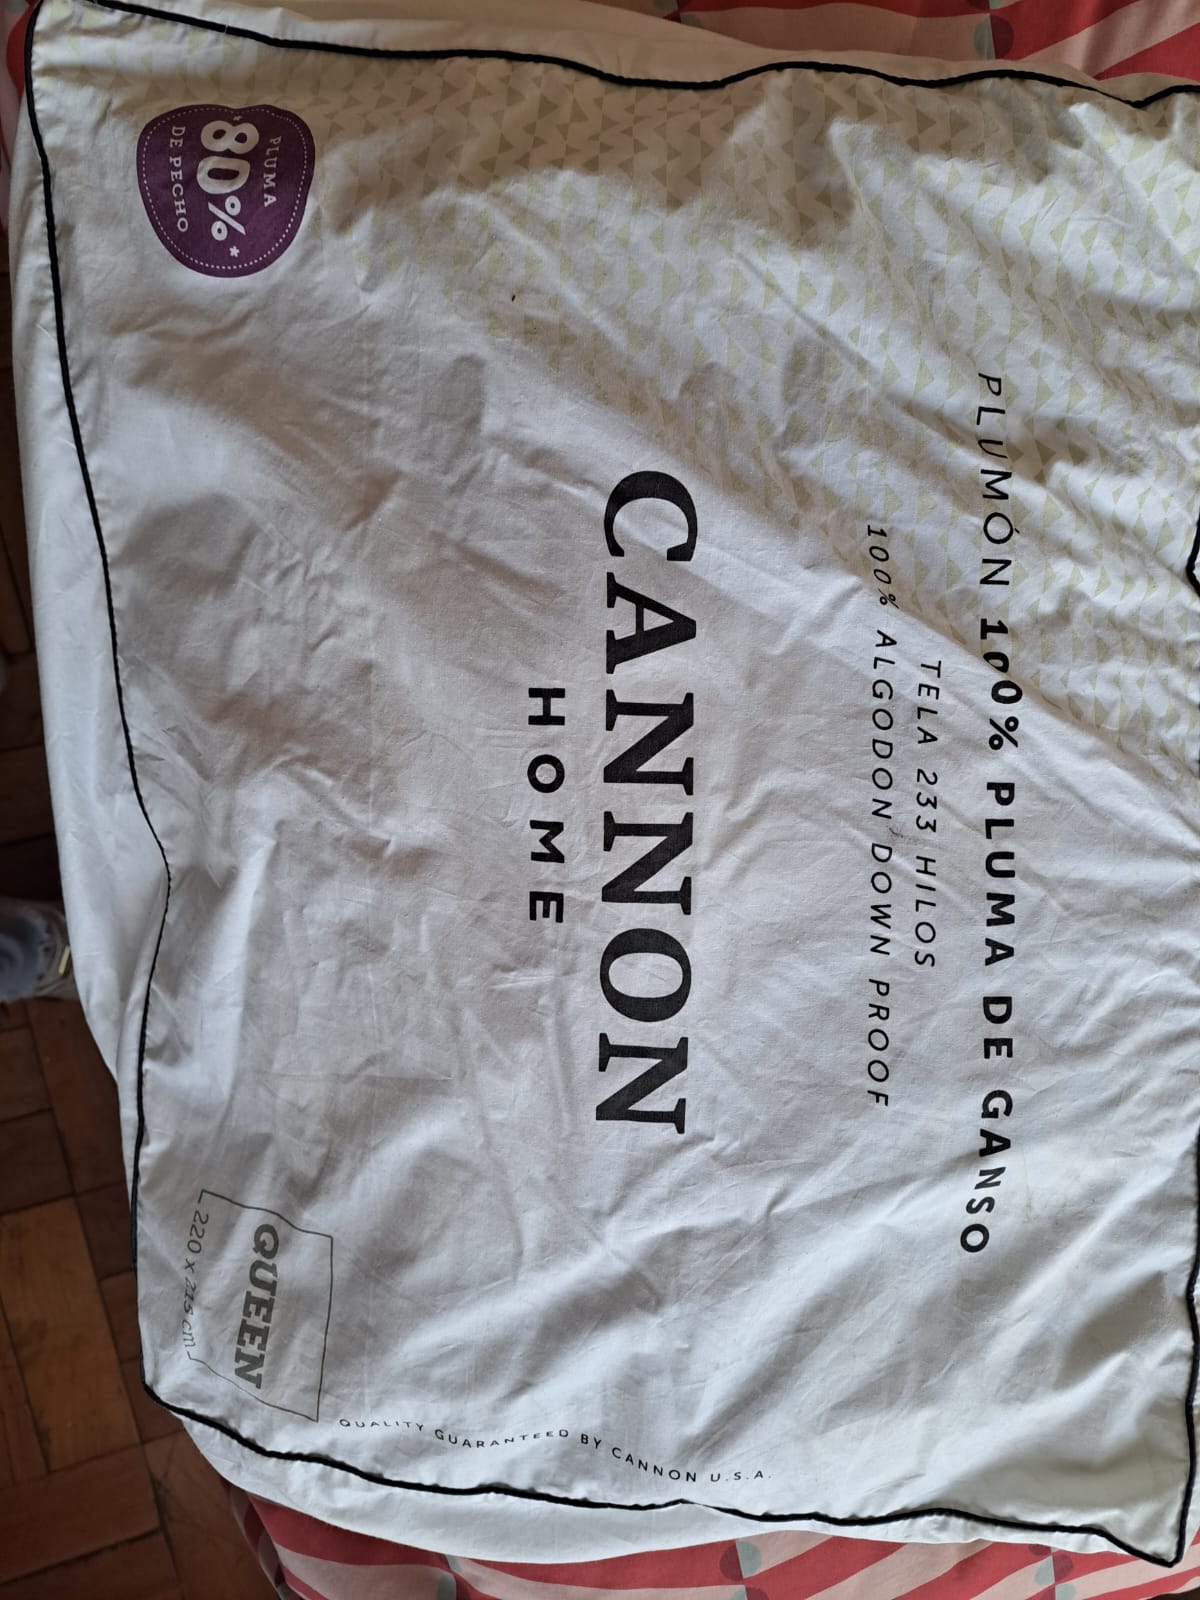 PLUMÓN 100% PLUMA DE GANSO
TELA 233 HILOS
100% ALGODON DOWN PROOF
CANNON
HOME
PLUMA
*80%*
DE PECHO
QUEEN
220 x 215 cm
QUALITY GUARANTEED BY CANNON U.S.A.